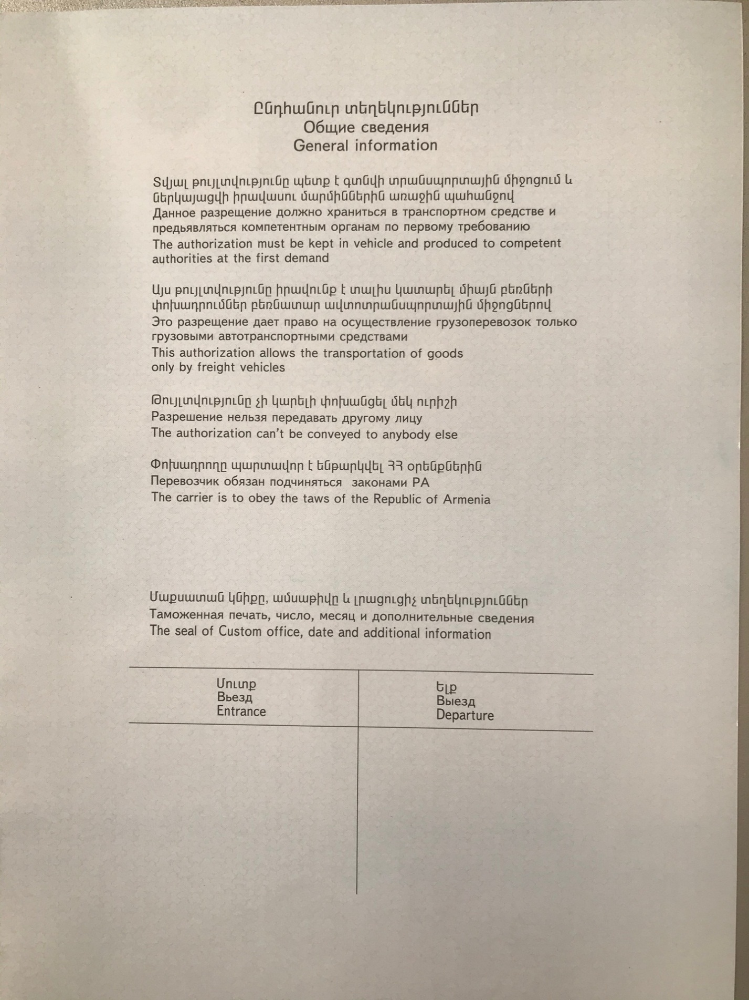 Ընդհանուր տեղեկություններ
Общие сведения
General information
Տվյալ թույլտվությունը պետք է գտնվի տրանսպորտային միջոցում և
ներկայացվի իրավասու մարմիններին առաջին պահանջով
Данное разрещение должно храниться в транспортном средстве и
предьявляться компетентным органам по первому требованию
The authorization must be kept in vehicle and produced to competent
authorities at the first demand
Այս թույլտվությունը իրավունք է տալիս կատարել միայն բեռների
փոխադրումներ բեռնատար ավտոտրանսպորտային միջոցներով
Это разрещение дает право на осуществление грузоперевозок только
грузовыми автотранспортными средствами
This authorization allows the transportation of goods
only by freight vehicles
Թույլտվությունը չի կարելի փոխանցել մեկ ուրիշի
Разрешение нельзя передавать другому лицу
The authorization can't be conveyed to anybody else
Փոխադրողը պարտավոր է ենթարկվել ՀՀ օրենքներին
Перевозчик обязан подчиняться законами РА
The carrier is to obey the taws of the Republic of Armenia
Մաքսատան կնիքը, ամսաթիվը և լրացուցիչ տեղեկություններ
Таможенная печать, число, месяц и дополнительные сведения
The seal of Custom office, date and additional information
Մուտք
Вьезд
Entrance
Ելք
Выезд
Departure